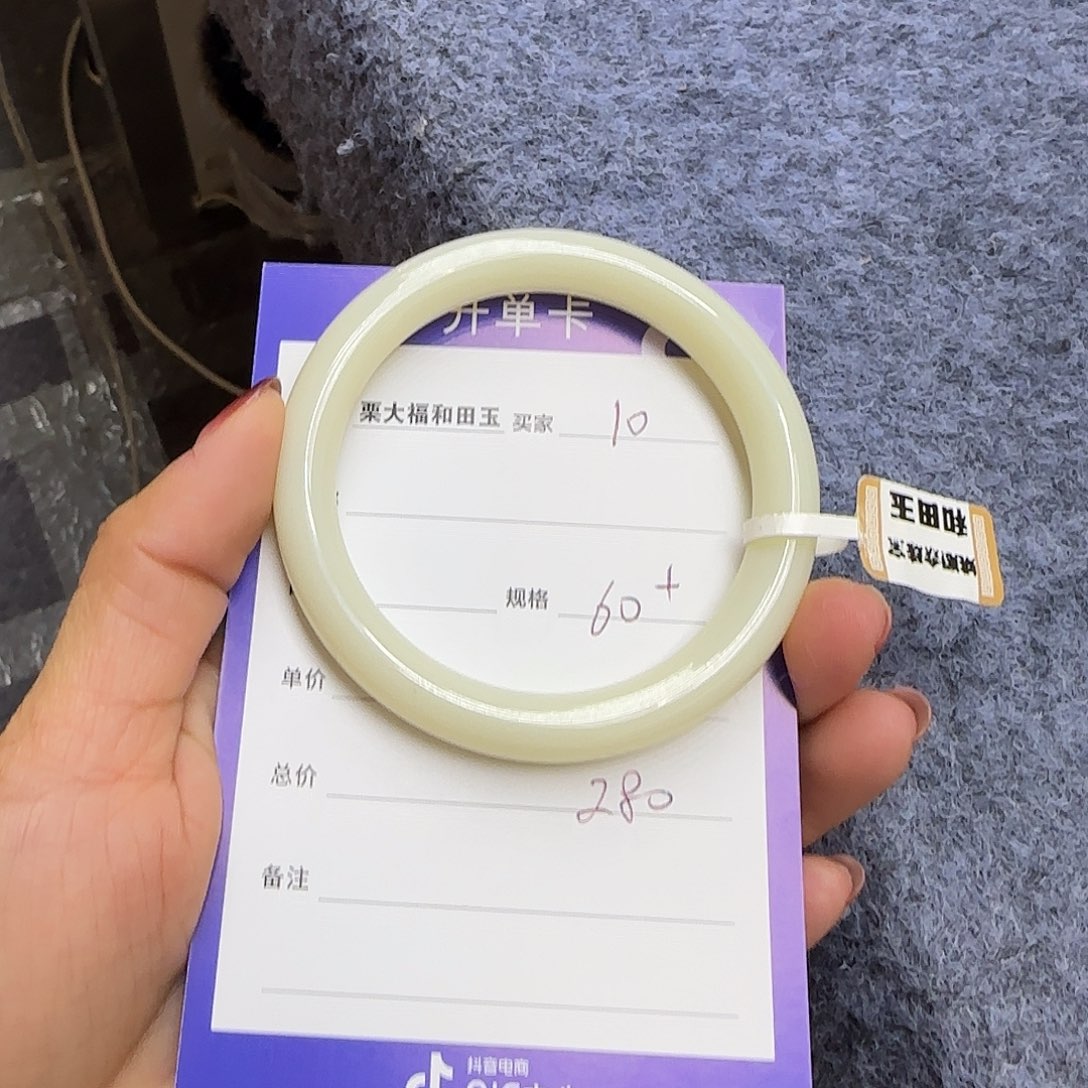 开单卡
栗大福和田玉 买家 10
规格 60+
单价
总价 280
备注
抖音电商
和田玉